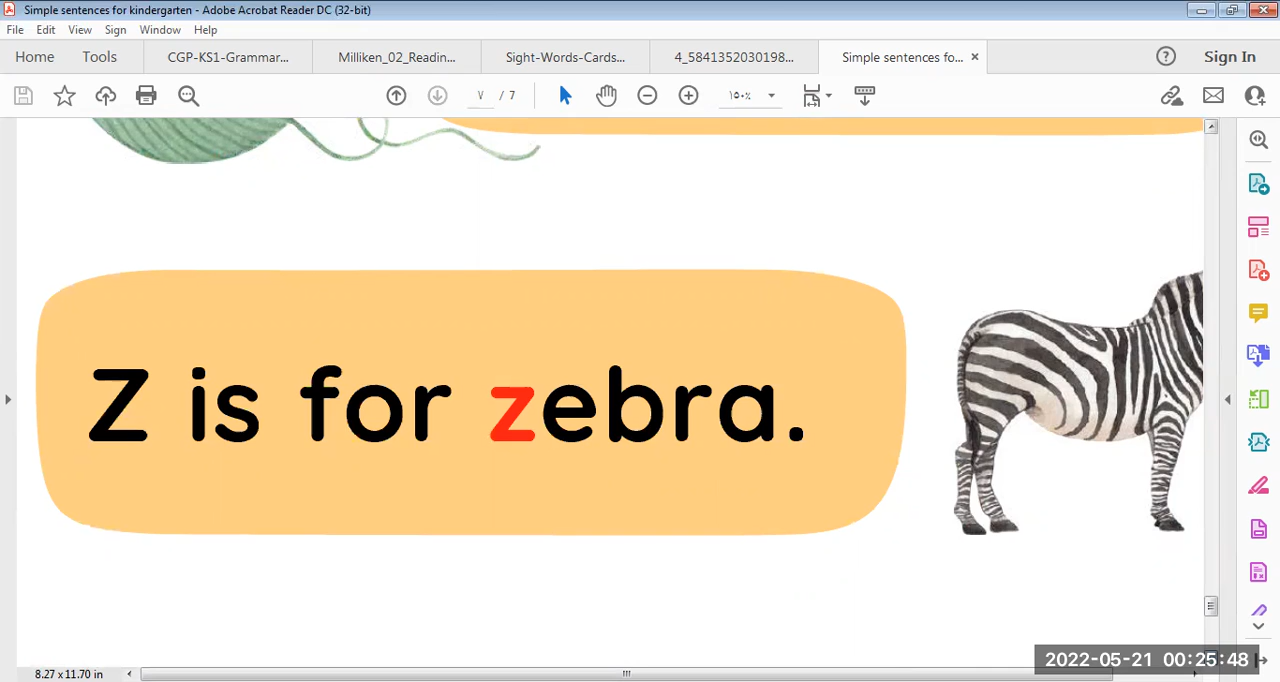 Simple sentences for kindergarten - Adobe Acrobat Reader DC (32-bit)
File Edit View Sign Window Help
Home Tools CGP-KS1-Grammar... Milliken_02_Readin... Sight-Words-Cards... 4_5841352030198... Simple sentences fo... × ? Sign In
٧ / 7 ١٥٠٪
Z is for zebra.
8.27 x 11.70 in
2022-05-21 00:25:48